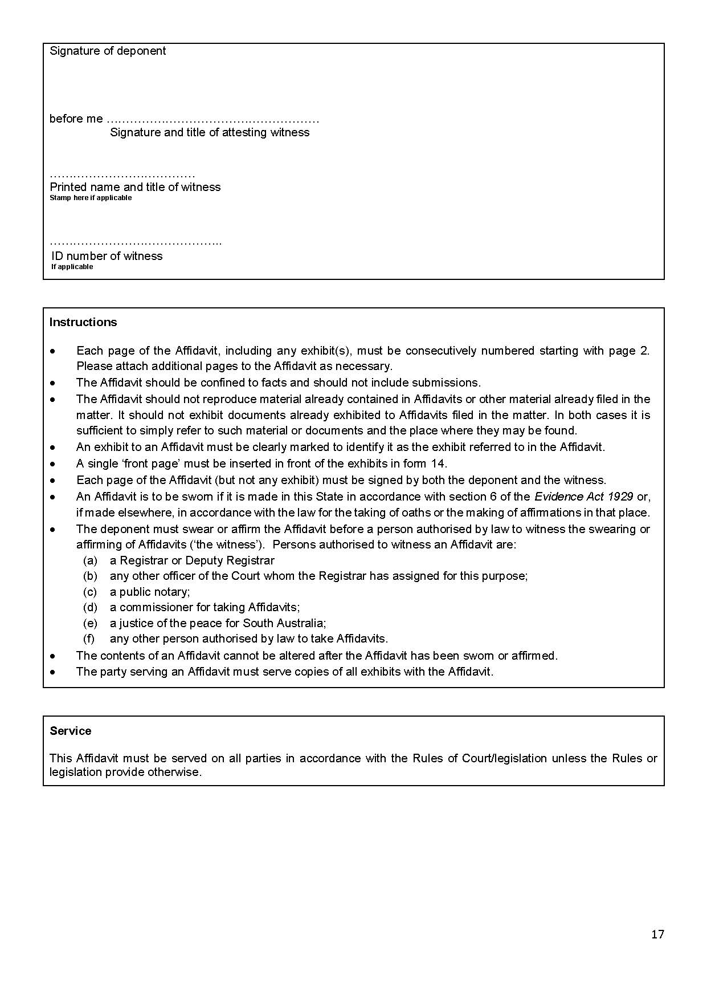 Signature of deponent
before me ………………………………………………
Signature and title of attesting witness
………………………………
Printed name and title of witness
Stamp here if applicable
……………………………………..
ID number of witness
If applicable
Instructions
• Each page of the Affidavit, including any exhibit(s), must be consecutively numbered starting with page 2.
Please attach additional pages to the Affidavit as necessary.
• The Affidavit should be confined to facts and should not include submissions.
• The Affidavit should not reproduce material already contained in Affidavits or other material already filed in the
matter. It should not exhibit documents already exhibited to Affidavits filed in the matter. In both cases it is
sufficient to simply refer to such material or documents and the place where they may be found.
• An exhibit to an Affidavit must be clearly marked to identify it as the exhibit referred to in the Affidavit.
• A single ‘front page’ must be inserted in front of the exhibits in form 14.
• Each page of the Affidavit (but not any exhibit) must be signed by both the deponent and the witness.
• An Affidavit is to be sworn if it is made in this State in accordance with section 6 of the Evidence Act 1929 or,
if made elsewhere, in accordance with the law for the taking of oaths or the making of affirmations in that place.
• The deponent must swear or affirm the Affidavit before a person authorised by law to witness the swearing or
affirming of Affidavits (‘the witness’).  Persons authorised to witness an Affidavit are:
(a) a Registrar or Deputy Registrar
(b) any other officer of the Court whom the Registrar has assigned for this purpose;
(c) a public notary;
(d) a commissioner for taking Affidavits;
(e) a justice of the peace for South Australia;
(f) any other person authorised by law to take Affidavits.
• The contents of an Affidavit cannot be altered after the Affidavit has been sworn or affirmed.
• The party serving an Affidavit must serve copies of all exhibits with the Affidavit.
Service
This Affidavit must be served on all parties in accordance with the Rules of Court/legislation unless the Rules or
legislation provide otherwise.
17